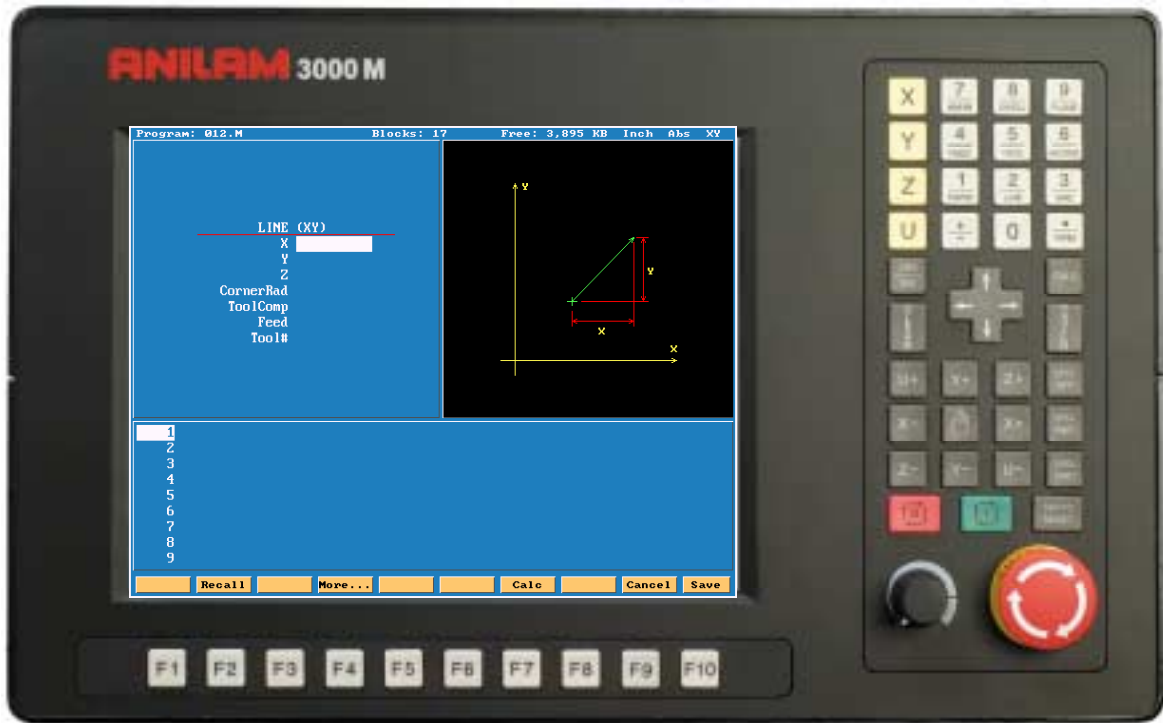 ANILAM 3000 M
Program: 012.M Blocks: 17 Free: 3,895 KB Inch Abs XY
LINE (XY)
X
Y
Z
CornerRad
ToolComp
Feed
Tool#
Y
Y
X
X
1
2
3
4
5
6
7
8
9
Recall More... Calc Cancel Save
F1 F2 F3 F4 F5 F6 F7 F8 F9 F10
X 7 8 9
Y 4 5 6
Z 1 2 3
U + - 0
U+ Y+ Z+
X- X+
Z- Y- U-